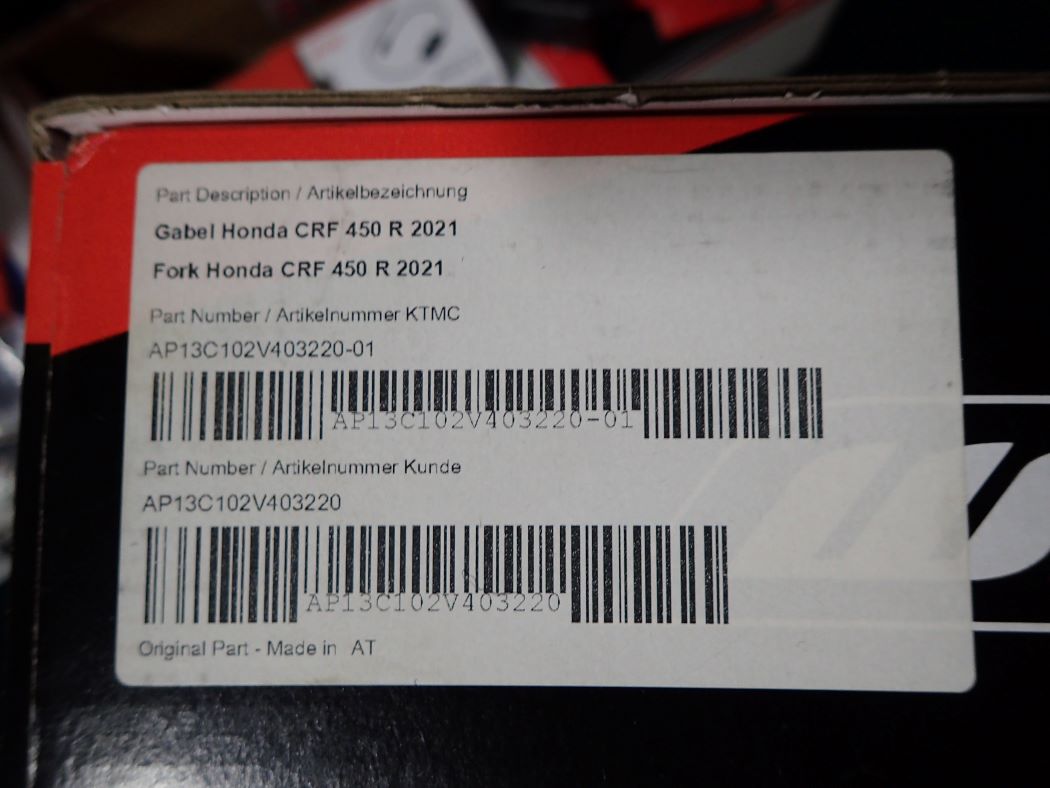 Part Description / Artikelbezeichnung
Gabel Honda CRF 450 R 2021
Fork Honda CRF 450 R 2021
Part Number / Artikelnummer KTMC
AP13C102V403220-01
AP13C102V403220-01
Part Number / Artikelnummer Kunde
AP13C102V403220
AP13C102V403220
Original Part - Made in AT